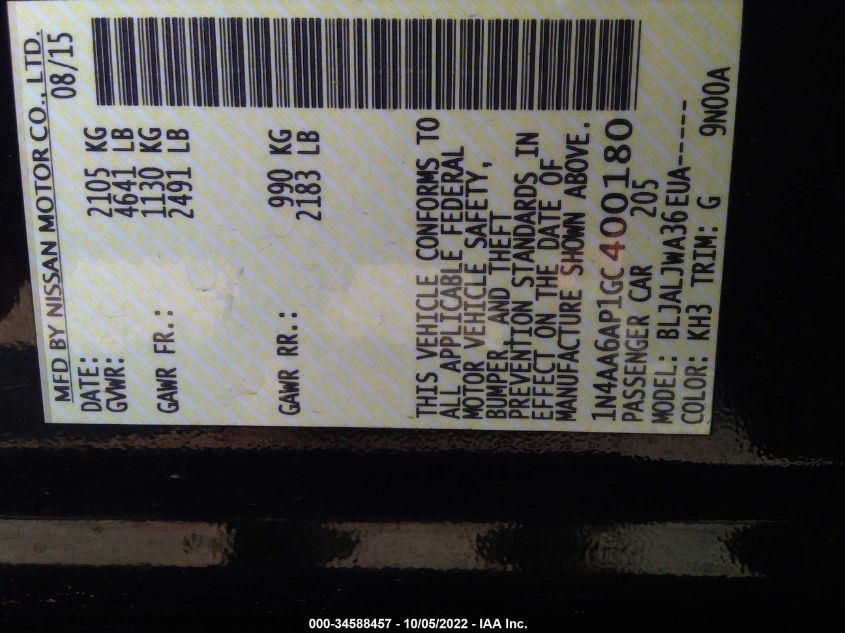 MFD BY NISSAN MOTOR CO., LTD.
DATE: 08/15
GVWR: 2105 KG
4641 LB
GAWR FR.: 1130 KG
2491 LB
GAWR RR.: 990 KG
2183 LB
THIS VEHICLE CONFORMS TO
ALL APPLICABLE FEDERAL
MOTOR VEHICLE SAFETY,
BUMPER AND THEFT
PREVENTION STANDARDS IN
EFFECT ON THE DATE OF
MANUFACTURE SHOWN ABOVE.
1N4AA6AP1GC400180
PASSENGER CAR 205
MODEL: BLJALJWA36EUA-----
COLOR: KH3 TRIM: G 9N00A
000-34588457 - 10/05/2022 - IAA Inc.